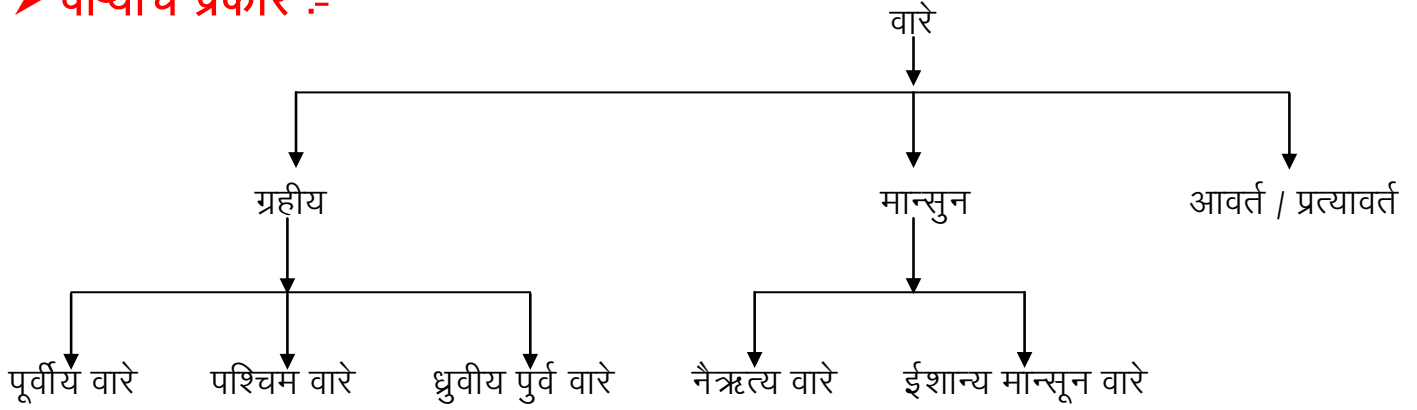 ➤ वाऱ्याचे प्रकार :-
वारे
ग्रहीय मान्सुन आवर्त / प्रत्यावर्त
पूर्वीय वारे पश्चिम वारे ध्रुवीय पुर्व वारे नैऋत्य वारे ईशान्य मान्सून वारे